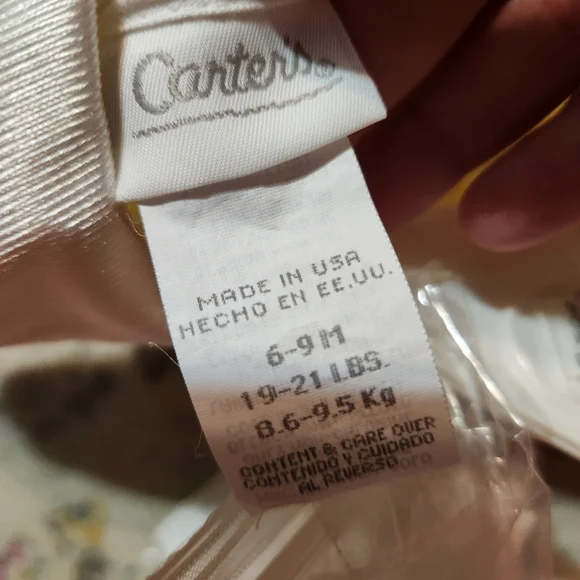 Carter's®
MADE IN USA
HECHO EN EE.UU.
6-9 M
19-21 LBS.
8.6-9.5 Kg
CONTENT & CARE OVER
CONTENIDO Y CUIDADO
AL REVERSO